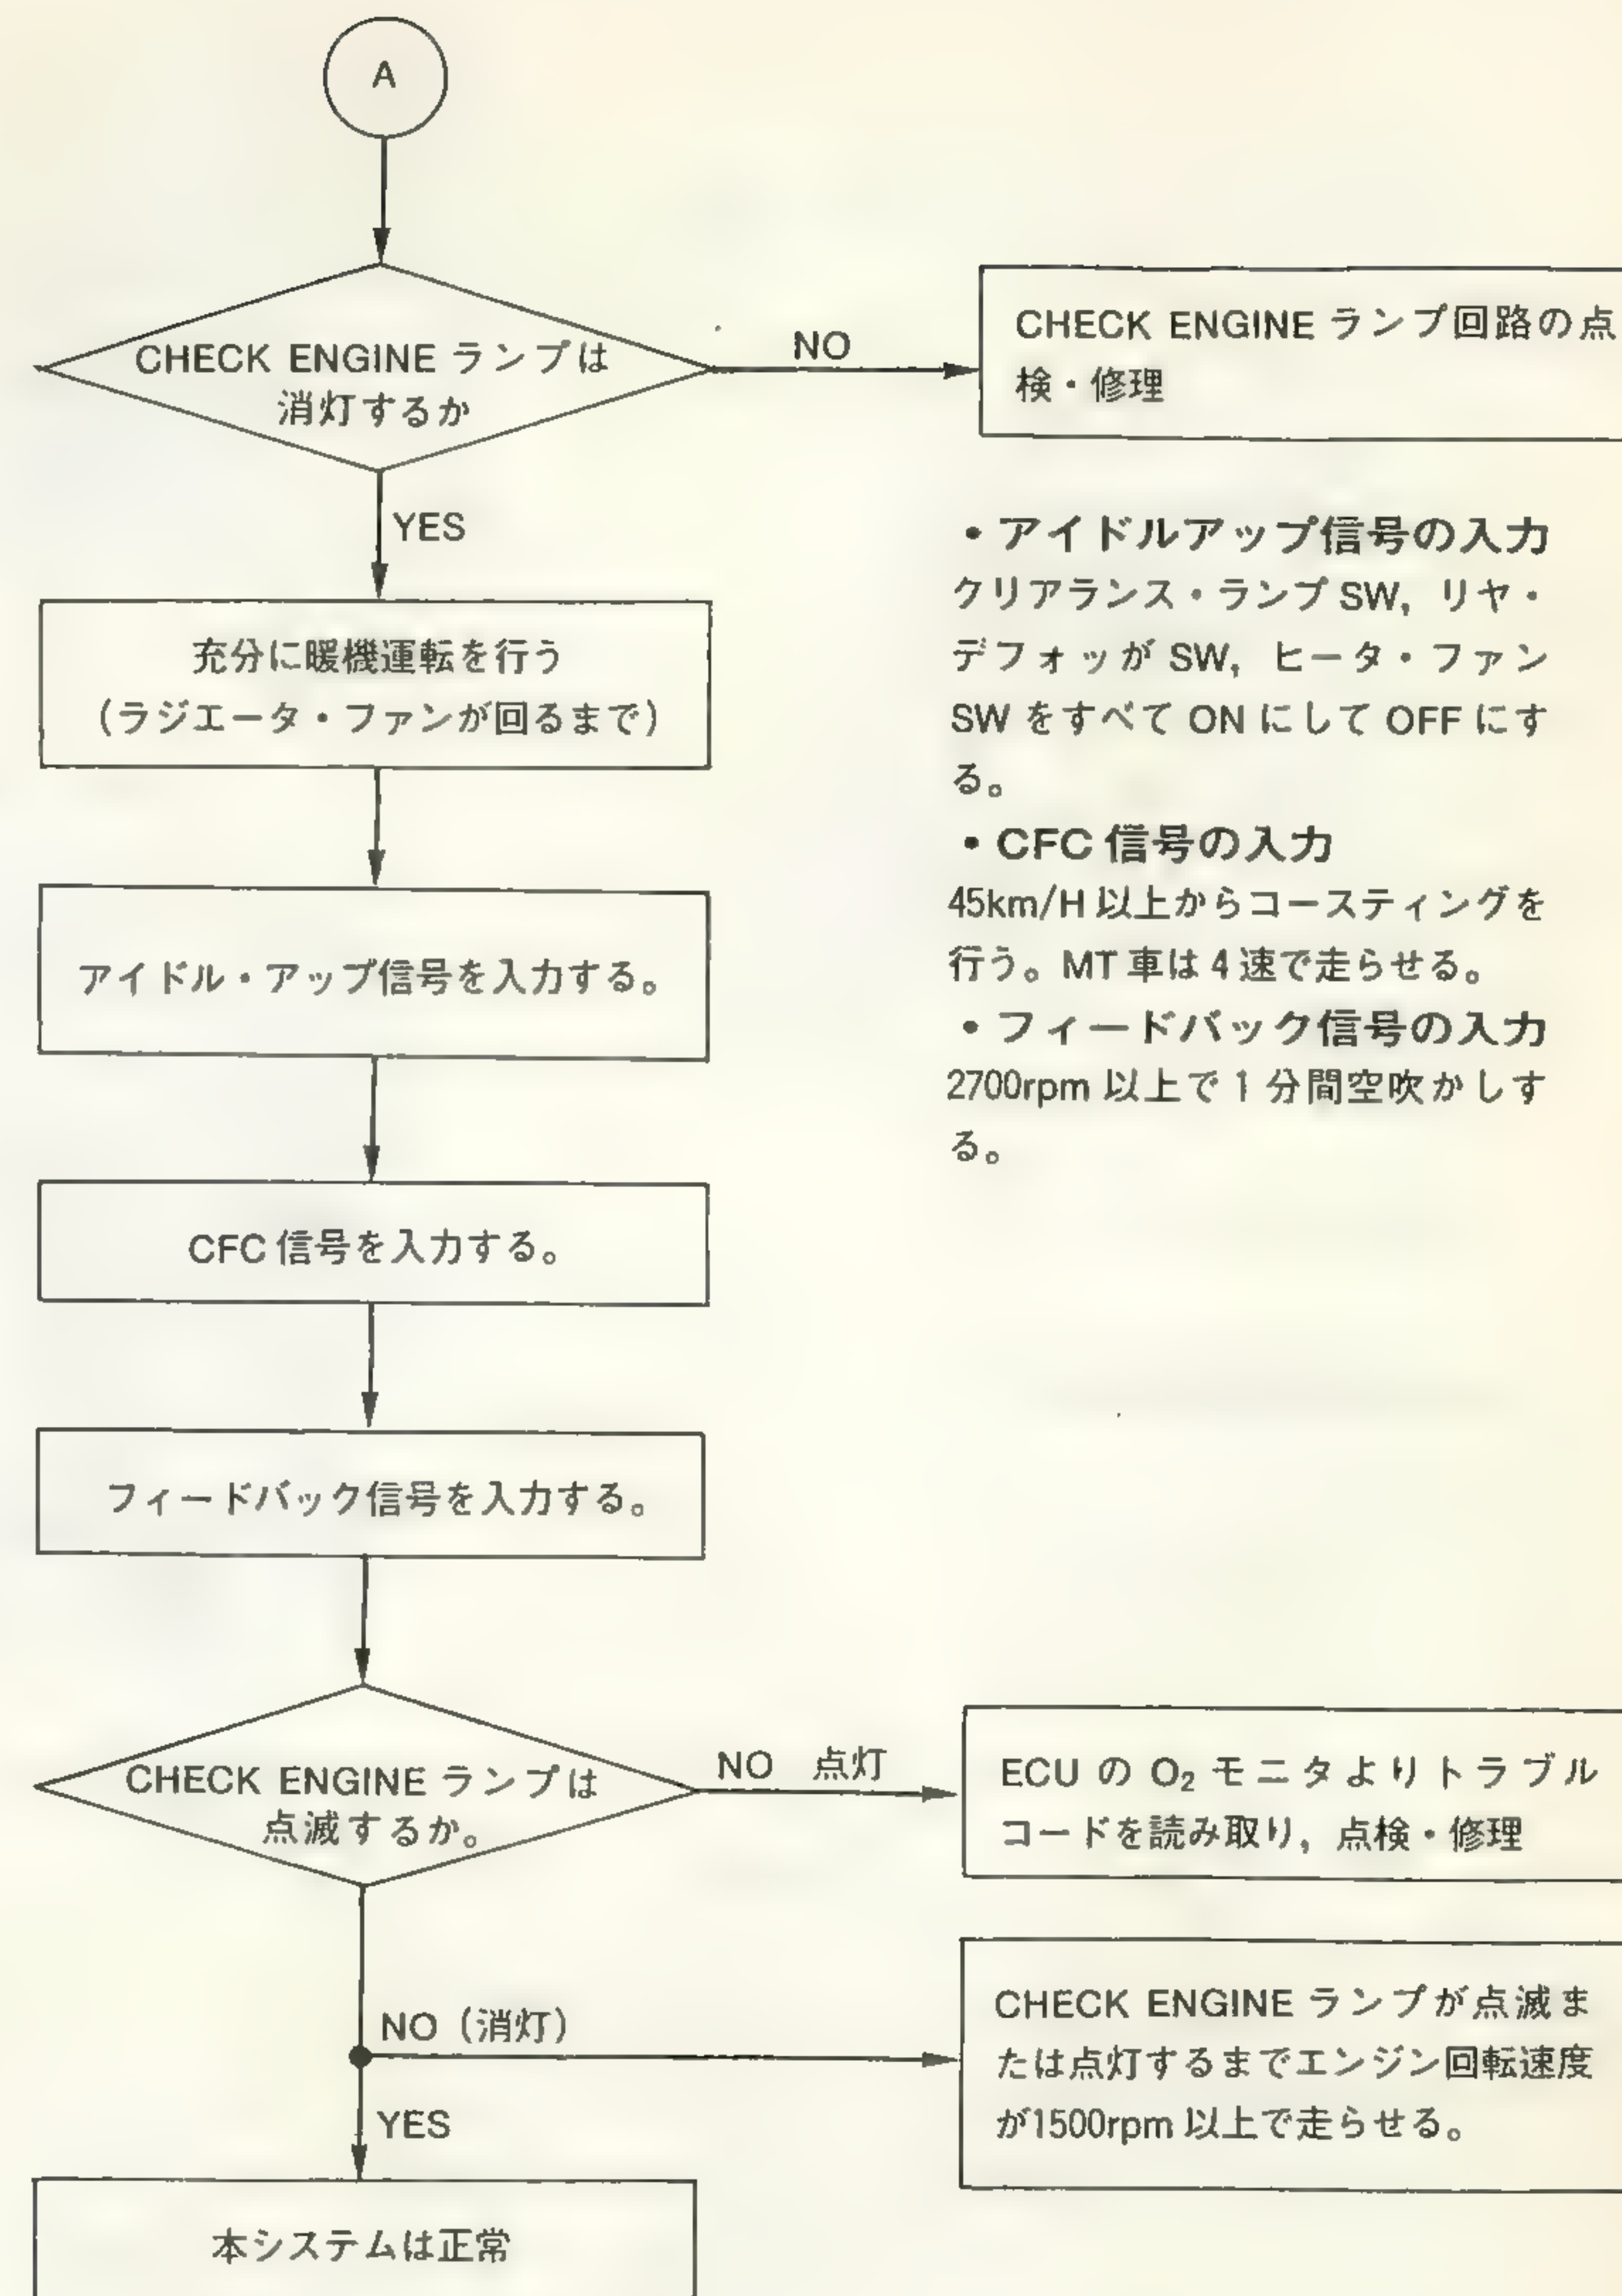 A
CHECK ENGINE ランプは
消灯するか
NO
CHECK ENGINE ランプ回路の点
検・修理
YES
充分に暖機運転を行う
（ラジエータ・ファンが回るまで）
アイドル・アップ信号を入力する。
CFC 信号を入力する。
フィードバック信号を入力する。
・アイドルアップ信号の入力
クリアランス・ランプ SW，リヤ・
デフォッが SW，ヒータ・ファン
SW をすべて ON にして OFF にす
る。
・CFC 信号の入力
45km/H 以上からコースティングを
行う。MT 車は 4 速で走らせる。
・フィードバック信号の入力
2700rpm 以上で 1 分間空吹かしす
る。
CHECK ENGINE ランプは
点滅するか。
NO 点灯
ECU の O₂ モニタよりトラブル
コードを読み取り，点検・修理
NO（消灯）
CHECK ENGINE ランプが点滅ま
たは点灯するまでエンジン回転速度
が1500rpm 以上で走らせる。
YES
本システムは正常